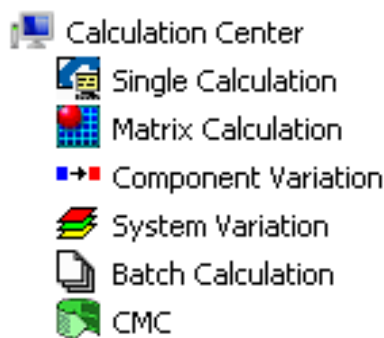 Calculation Center
Single Calculation
Matrix Calculation
Component Variation
System Variation
Batch Calculation
CMC